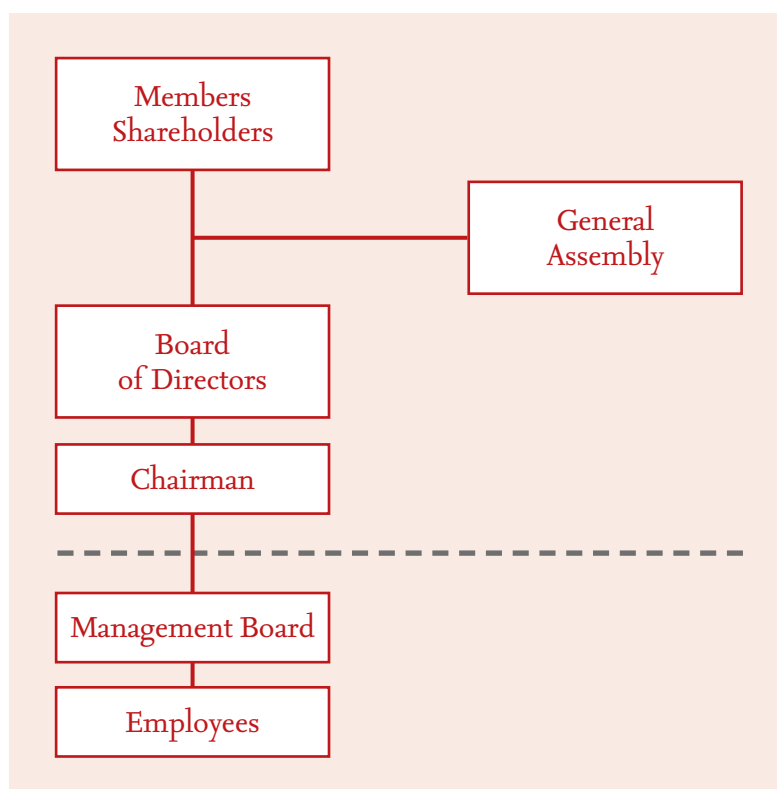 Members
Shareholders
General
Assembly
Board
of Directors
Chairman
Management Board
Employees